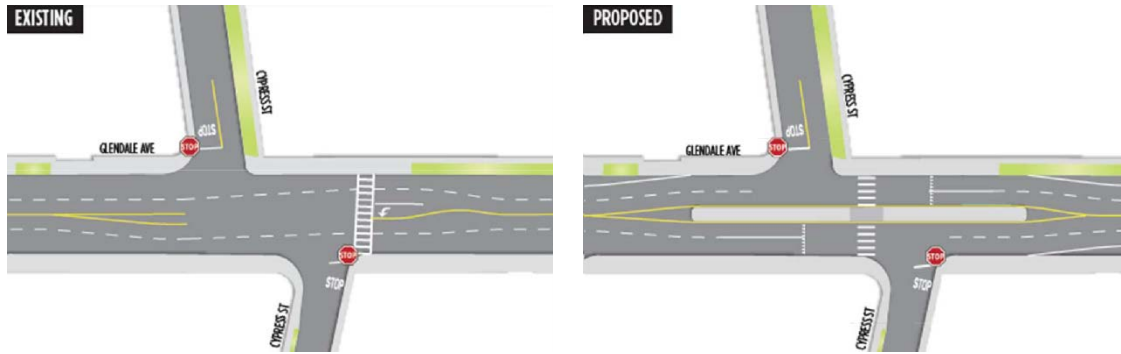 EXISTING
CYPRESS ST
STOP
GLENDALE AVE
STOP
STOP
STOP
CYPRESS ST
PROPOSED
CYPRESS ST
STOP
GLENDALE AVE
STOP
STOP
STOP
CYPRESS ST